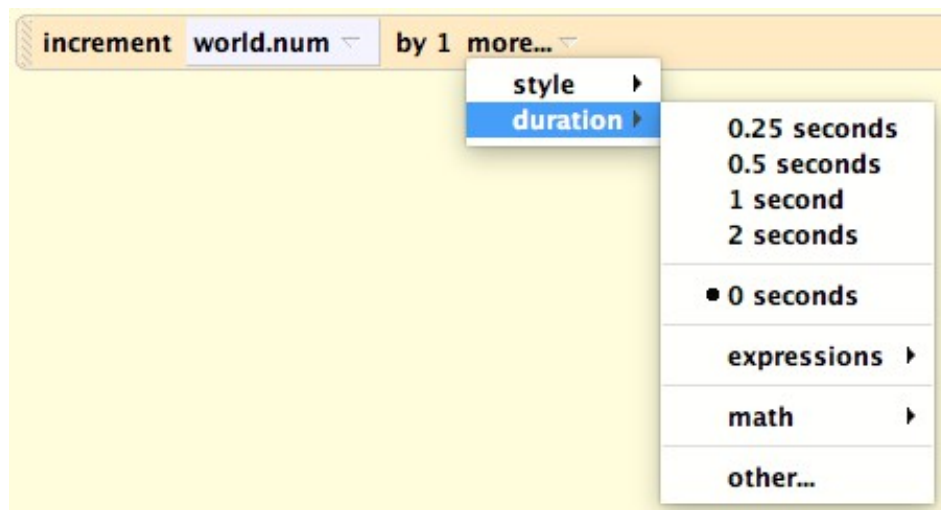 increment world.num by 1 more...
style
duration
0.25 seconds
0.5 seconds
1 second
2 seconds
0 seconds
expressions
math
other...